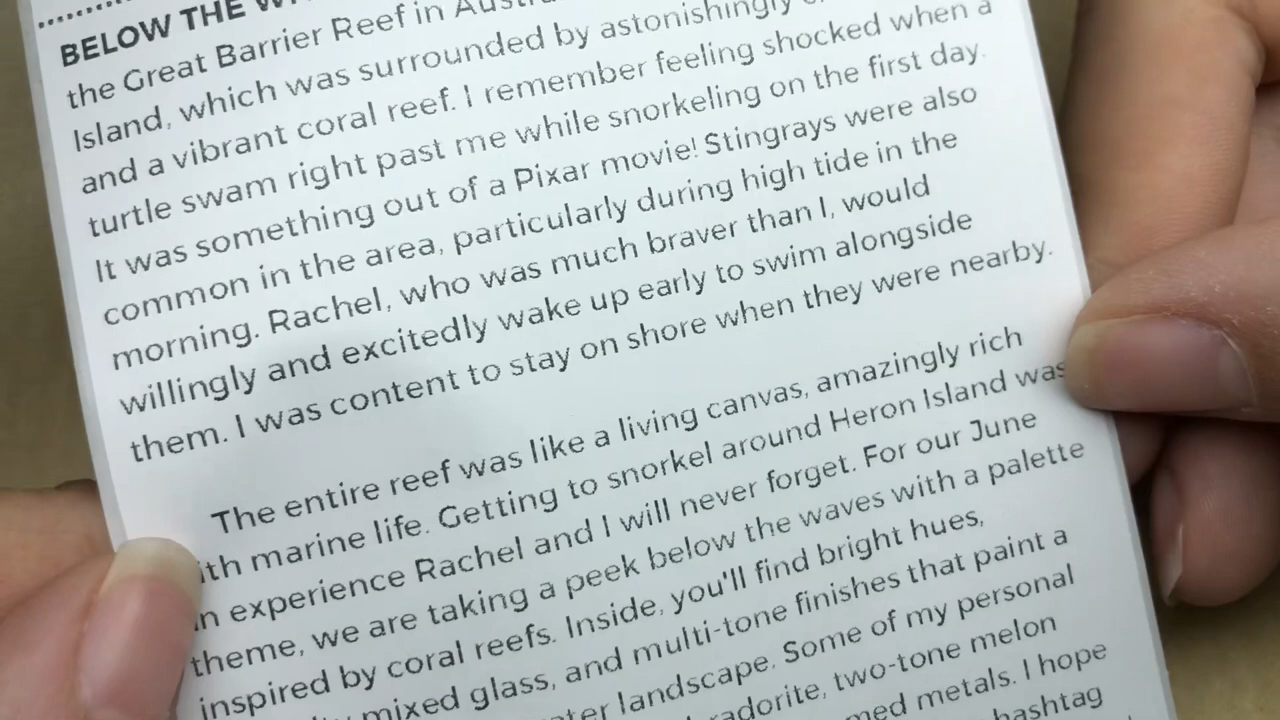 BELOW THE
the Great Barrier Reef in
Island, which was surrounded by astonishingly
and a vibrant coral reef. I remember feeling shocked when a
turtle swam right past me while snorkeling on the first day.
It was something out of a Pixar movie! Stingrays were also
common in the area, particularly during high tide in the
morning. Rachel, who was much braver than I, would
willingly and excitedly wake up early to swim alongside
them. I was content to stay on shore when they were nearby.
The entire reef was like a living canvas, amazingly rich
marine life. Getting to snorkel around Heron Island was
experience Rachel and I will never forget. For our June
theme, we are taking a peek below the waves with a palette
inspired by coral reefs. Inside, you'll find bright hues,
mixed glass, and multi-tone finishes that paint a
landscape. Some of my personal
two-tone melon
metals. I hope
hashtag